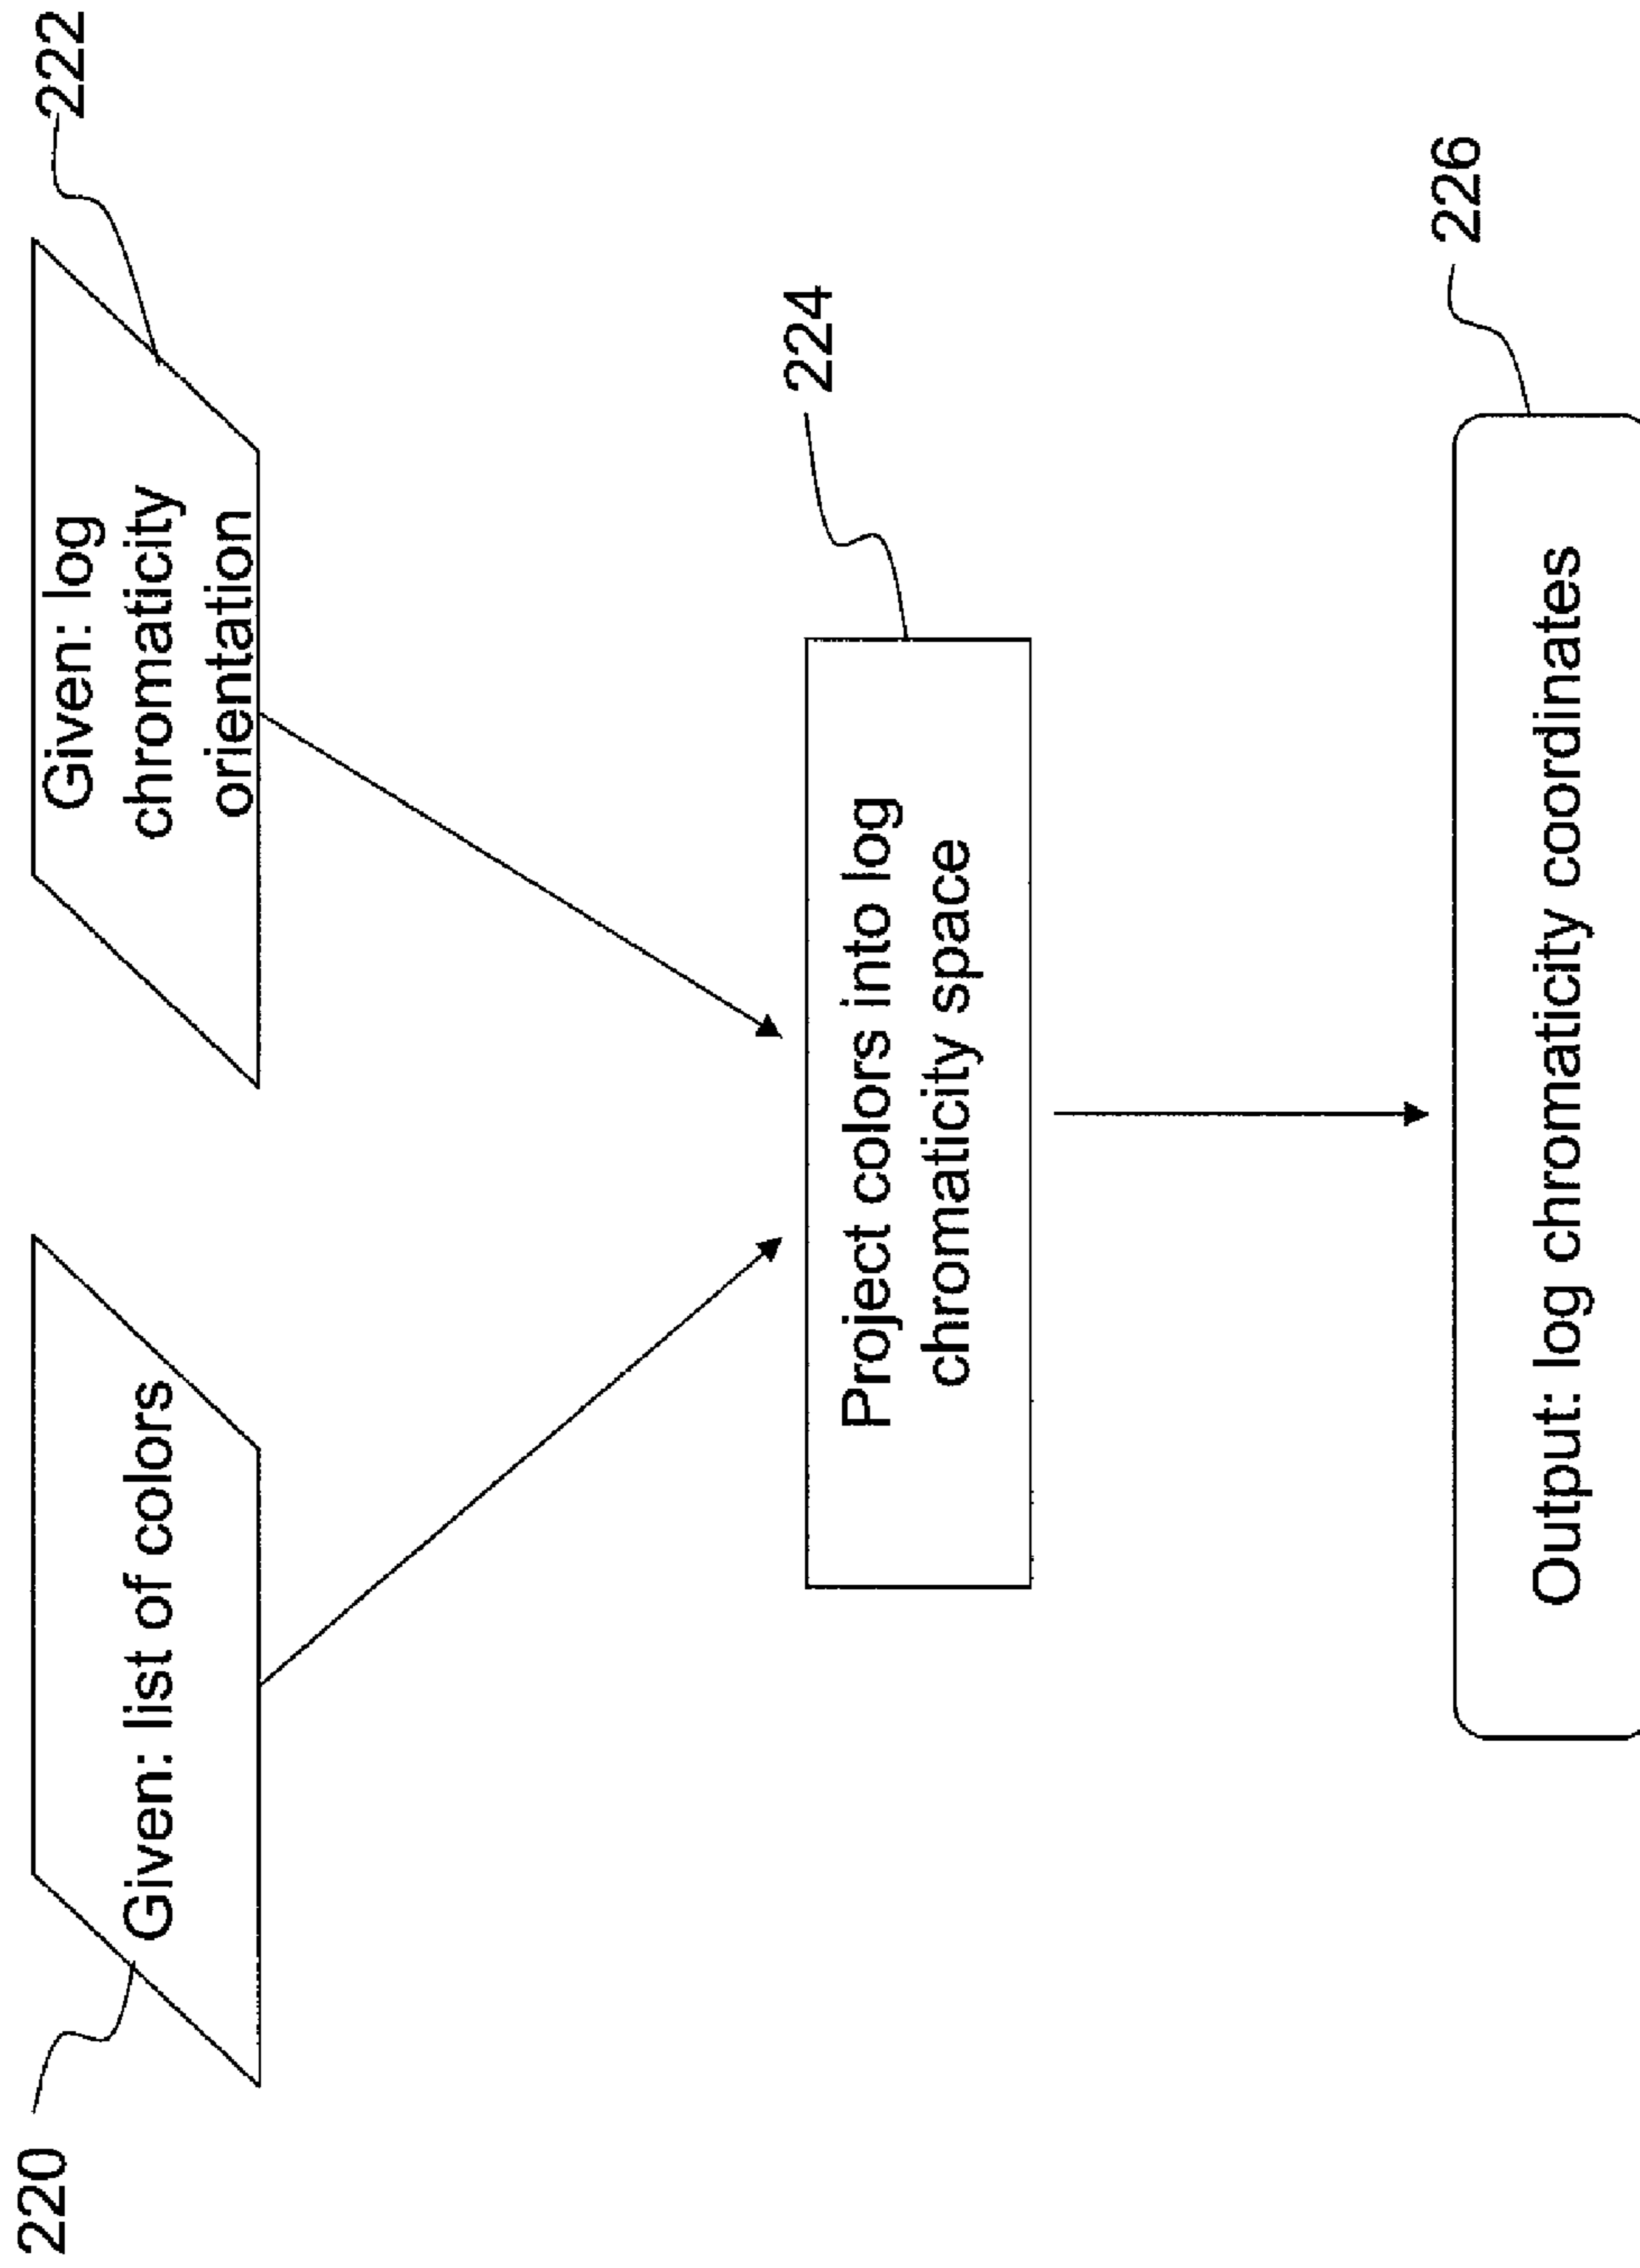 220
Given: list of colors
Given: log
chromaticity
orientation
222
Project colors into log
chromaticity space
224
Output: log chromaticity coordinates
226